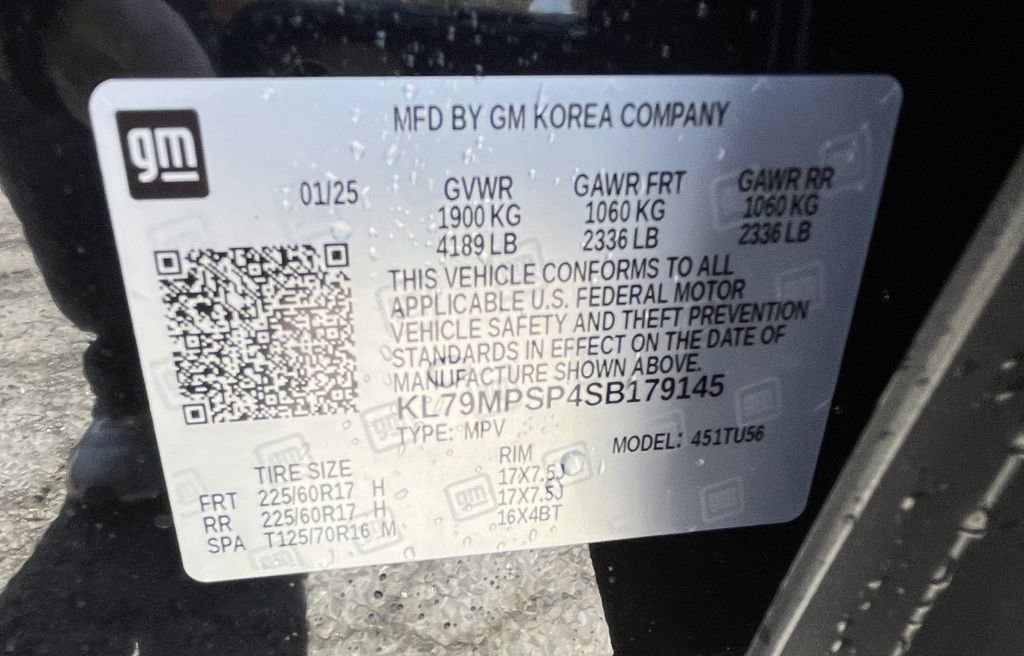 gm
MFD BY GM KOREA COMPANY
01/25 GVWR GAWR FRT GAWR RR
1900 KG 1060 KG 1060 KG
4189 LB 2336 LB 2336 LB
THIS VEHICLE CONFORMS TO ALL
APPLICABLE U.S. FEDERAL MOTOR
VEHICLE SAFETY AND THEFT PREVENTION
STANDARDS IN EFFECT ON THE DATE OF
MANUFACTURE SHOWN ABOVE.
KL79MPSP4SB179145
TYPE: MPV MODEL: 451TU56
TIRE SIZE RIM
FRT 225/60R17 H 17X7.5J
RR 225/60R17 H 17X7.5J
SPA T125/70R16 M 16X4BT